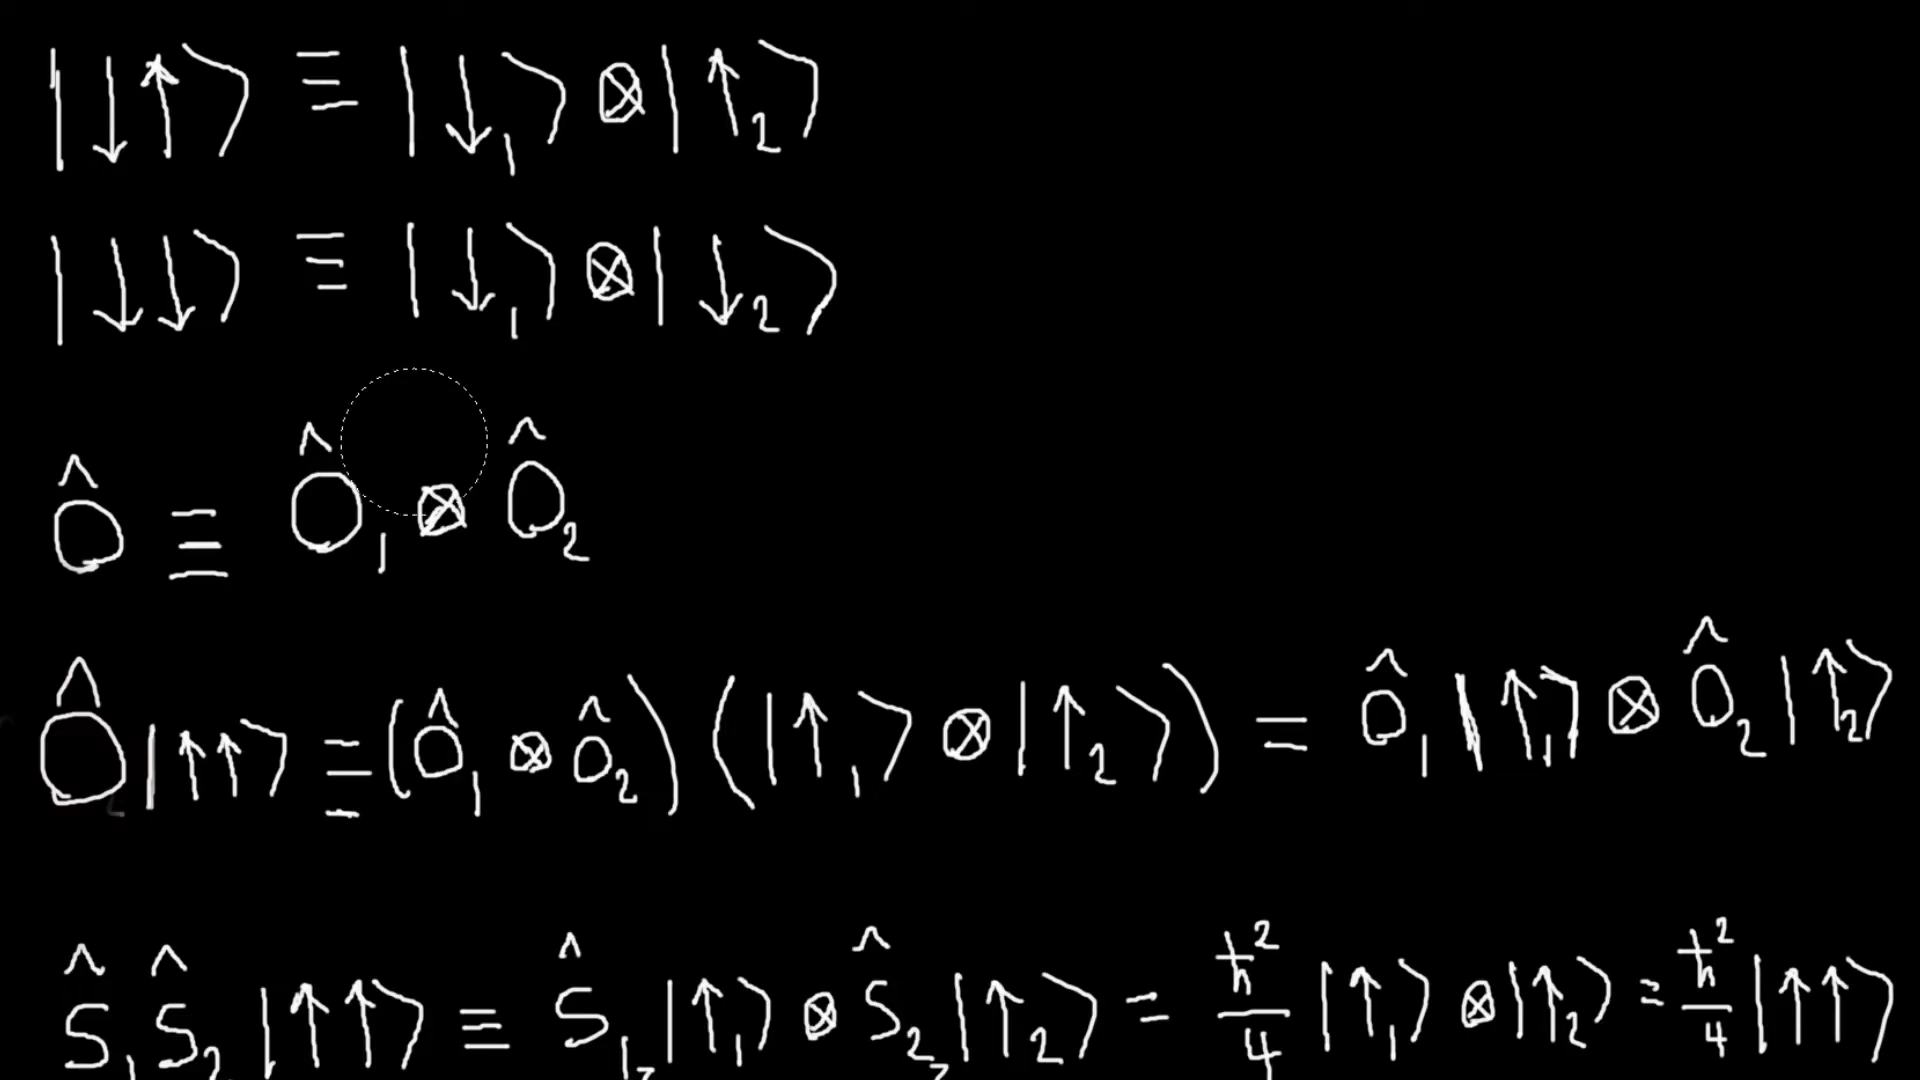 |↓↑⟩ ≡ |↓₁⟩ ⊗ |↑₂⟩
|↓↓⟩ ≡ |↓₁⟩ ⊗ |↓₂⟩
Ô ≡ Ô₁ ⊗ Ô₂
Ô|↑↑⟩ ≡ (Ô₁ ⊗ Ô₂)(|↑₁⟩ ⊗ |↑₂⟩) = Ô₁|↑₁⟩ ⊗ Ô₂|↑₂⟩
Ŝ₁Ŝ₂|↑↑⟩ ≡ Ŝ₁z|↑₁⟩ ⊗ Ŝ₂z|↑₂⟩ = ħ²/4 |↑₁⟩ ⊗ |↑₂⟩ = ħ²/4 |↑↑⟩